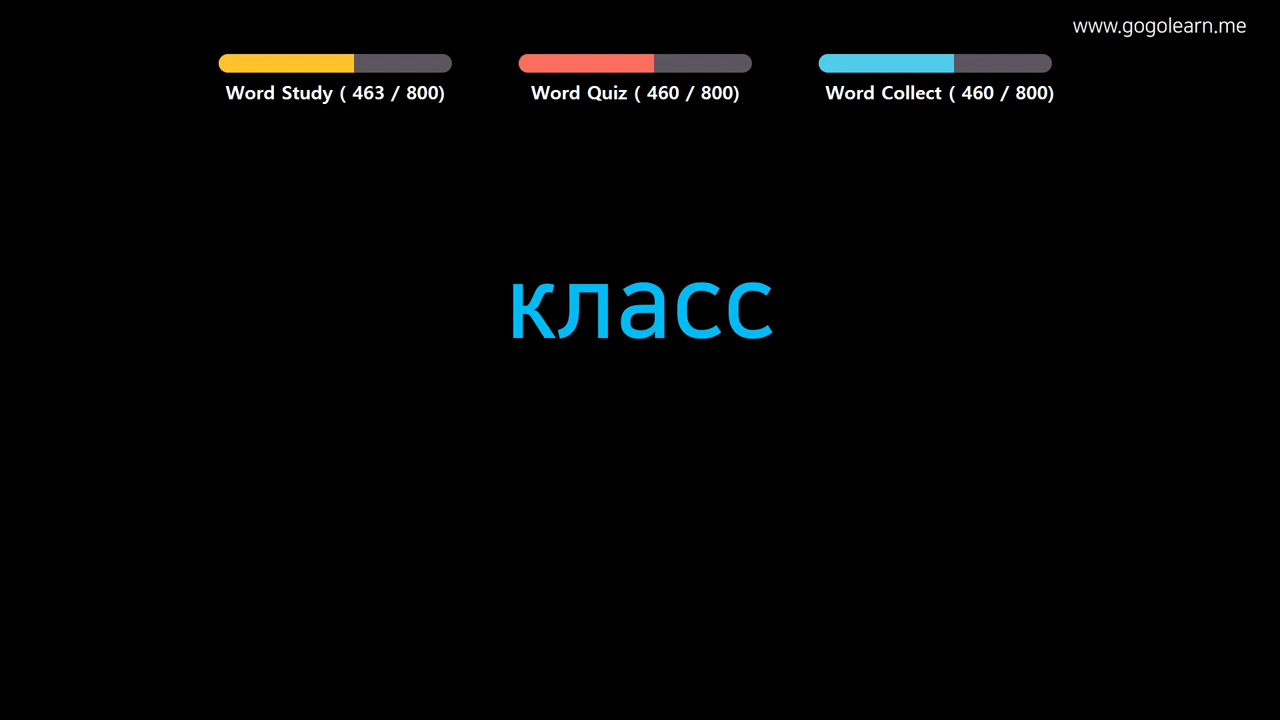 www.gogolearn.me
Word Study ( 463 / 800)
Word Quiz ( 460 / 800)
Word Collect ( 460 / 800)
класс